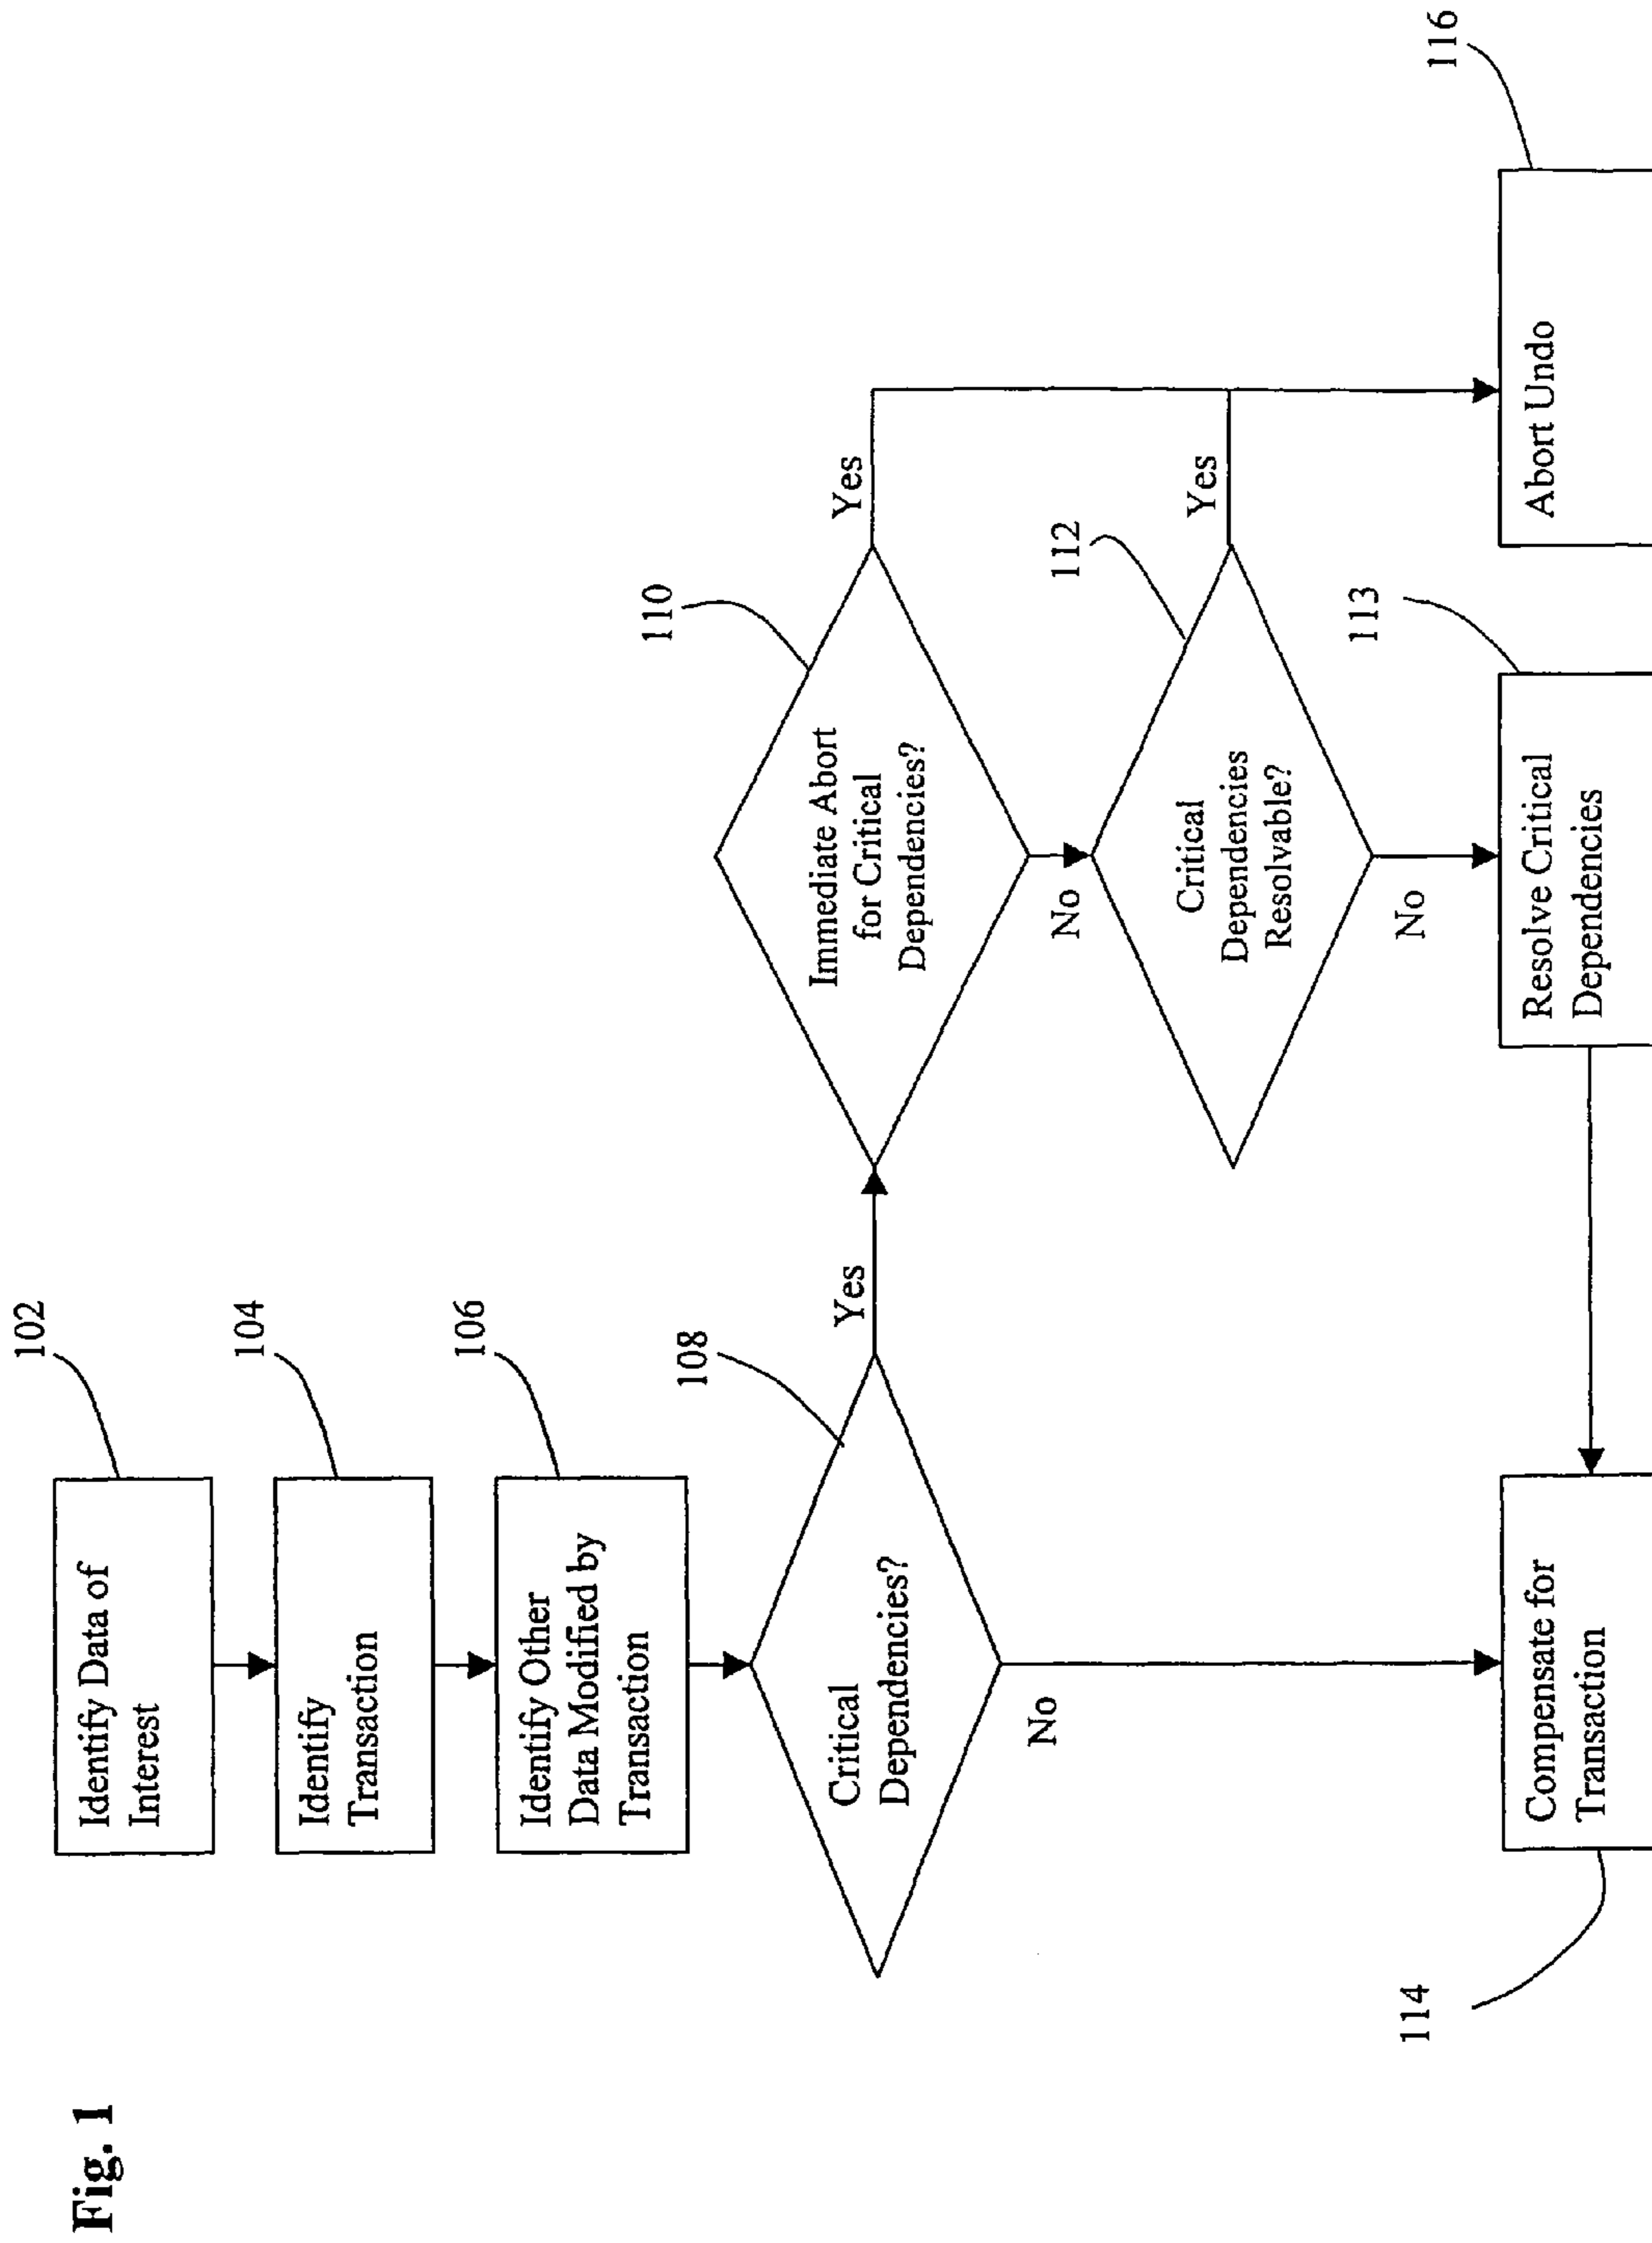 Fig. 1
102
Identify Data of
Interest
104
Identify
Transaction
106
Identify Other
Data Modified by
Transaction
108
Critical
Dependencies?
Yes
No
110
Immediate Abort
for Critical
Dependencies?
Yes
No
112
Critical
Dependencies
Resolvable?
Yes
No
114
Compensate for
Transaction
113
Resolve Critical
Dependencies
116
Abort Undo